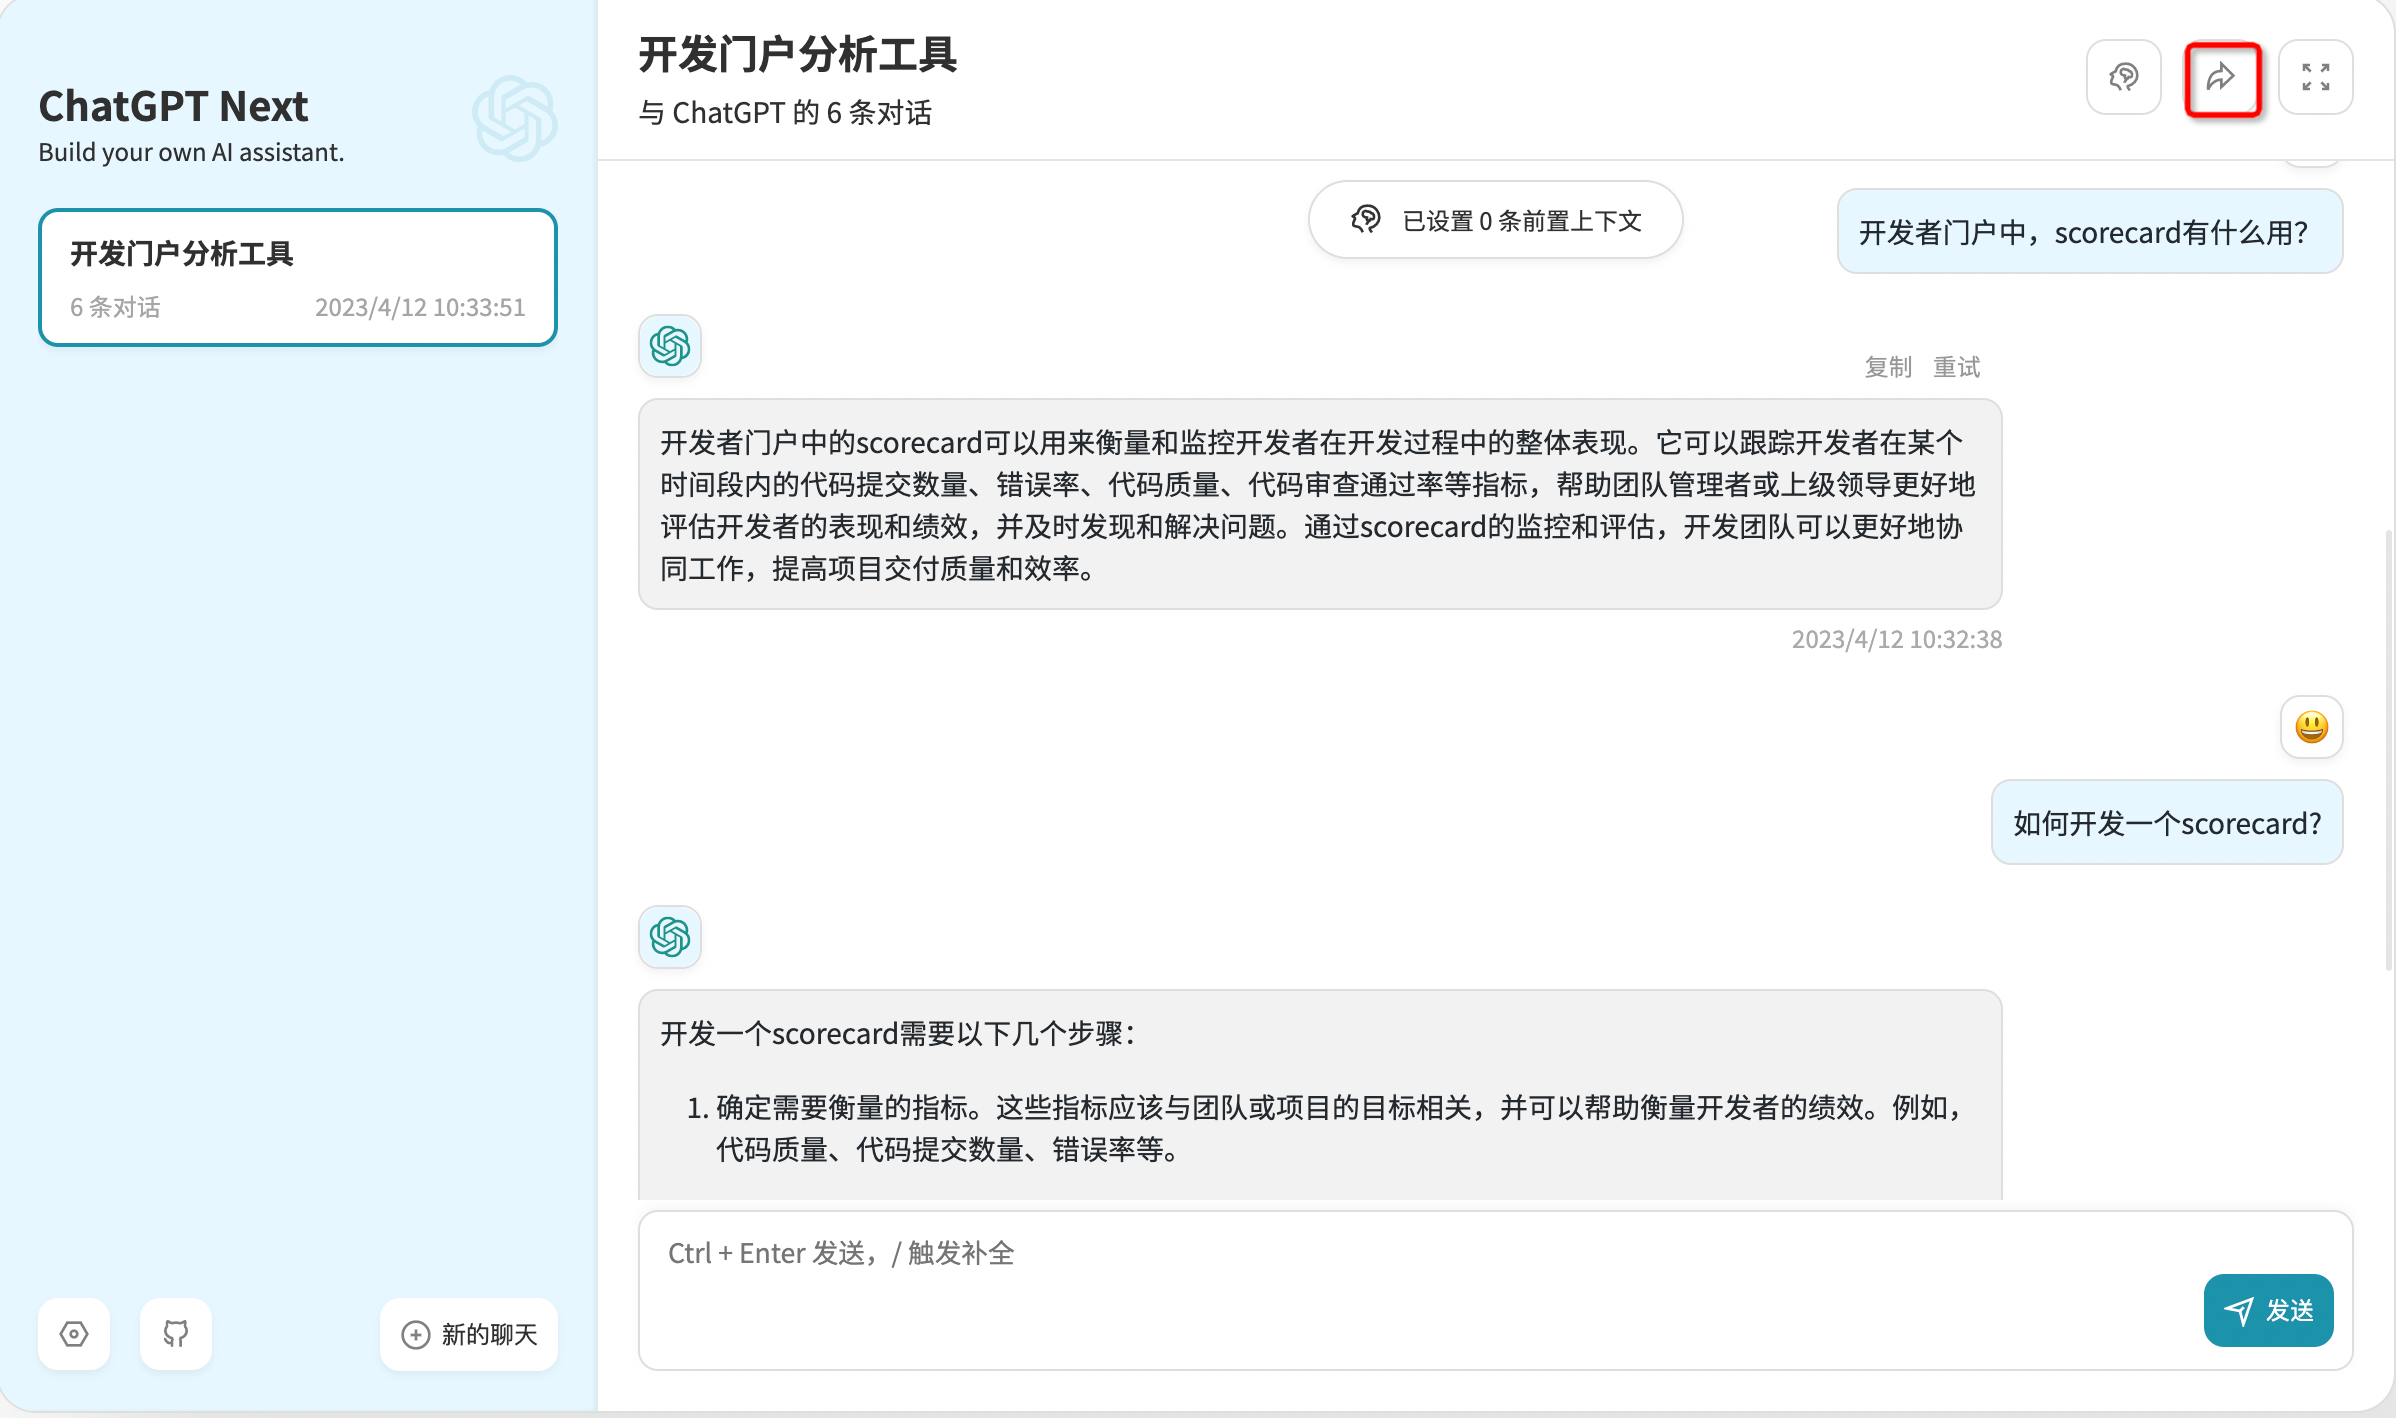 ChatGPT Next
Build your own AI assistant.
开发门户分析工具
6 条对话
2023/4/12 10:33:51
新的聊天
开发门户分析工具
与 ChatGPT 的 6 条对话
已设置 0 条前置上下文
开发者门户中，scorecard有什么用？
复制 重试
开发者门户中的scorecard可以用来衡量和监控开发者在开发过程中的整体表现。它可以跟踪开发者在某个
时间段内的代码提交数量、错误率、代码质量、代码审查通过率等指标，帮助团队管理者或上级领导更好地
评估开发者的表现和绩效，并及时发现和解决问题。通过scorecard的监控和评估，开发团队可以更好地协
同工作，提高项目交付质量和效率。
2023/4/12 10:32:38
如何开发一个scorecard?
开发一个scorecard需要以下几个步骤：
1. 确定需要衡量的指标。这些指标应该与团队或项目的目标相关，并可以帮助衡量开发者的绩效。例如，
代码质量、代码提交数量、错误率等。
Ctrl + Enter 发送，/ 触发补全
发送